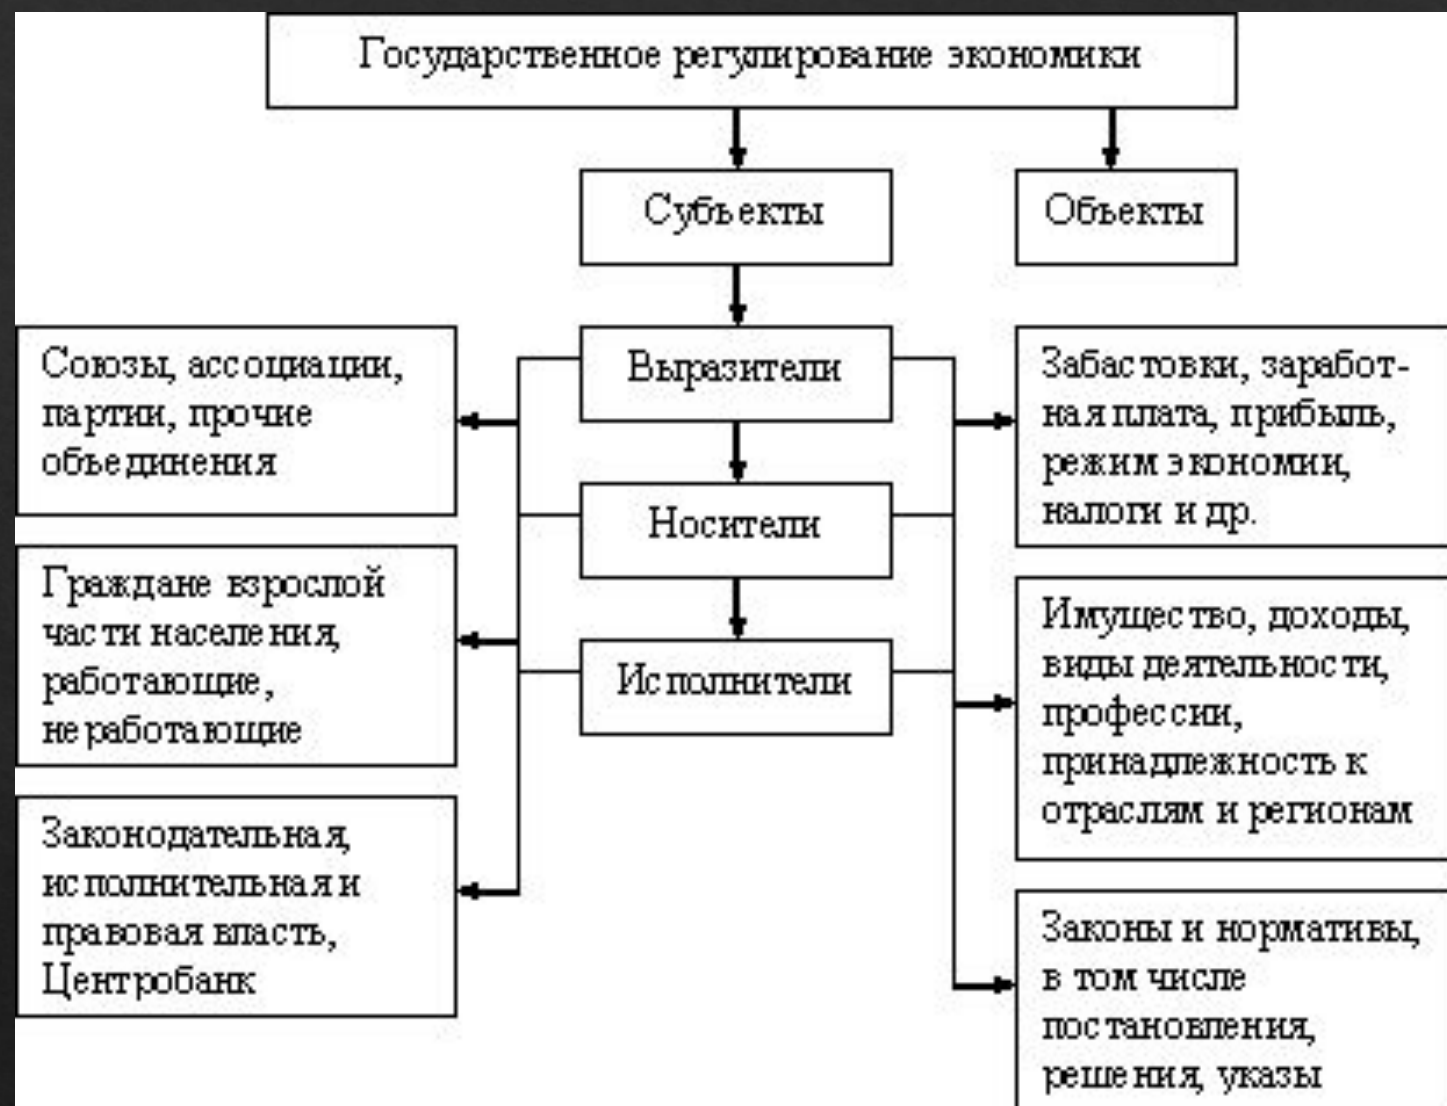 Государственное регулирование экономики
Субъекты
Объекты
Выразители
Носители
Исполнители
Союзы, ассоциации,
партии, прочие
объединения
Граждане взрослой
части населения,
работающие,
неработающие
Законодательная,
исполнительная и
правовая власть,
Центробанк
Забастовки, заработ-
ная плата, прибыль,
режим экономии,
налоги и др.
Имущество, доходы,
виды деятельности,
профессии,
принадлежность к
отраслям и регионам
Законы и нормативы,
в том числе
постановления,
решения, указы